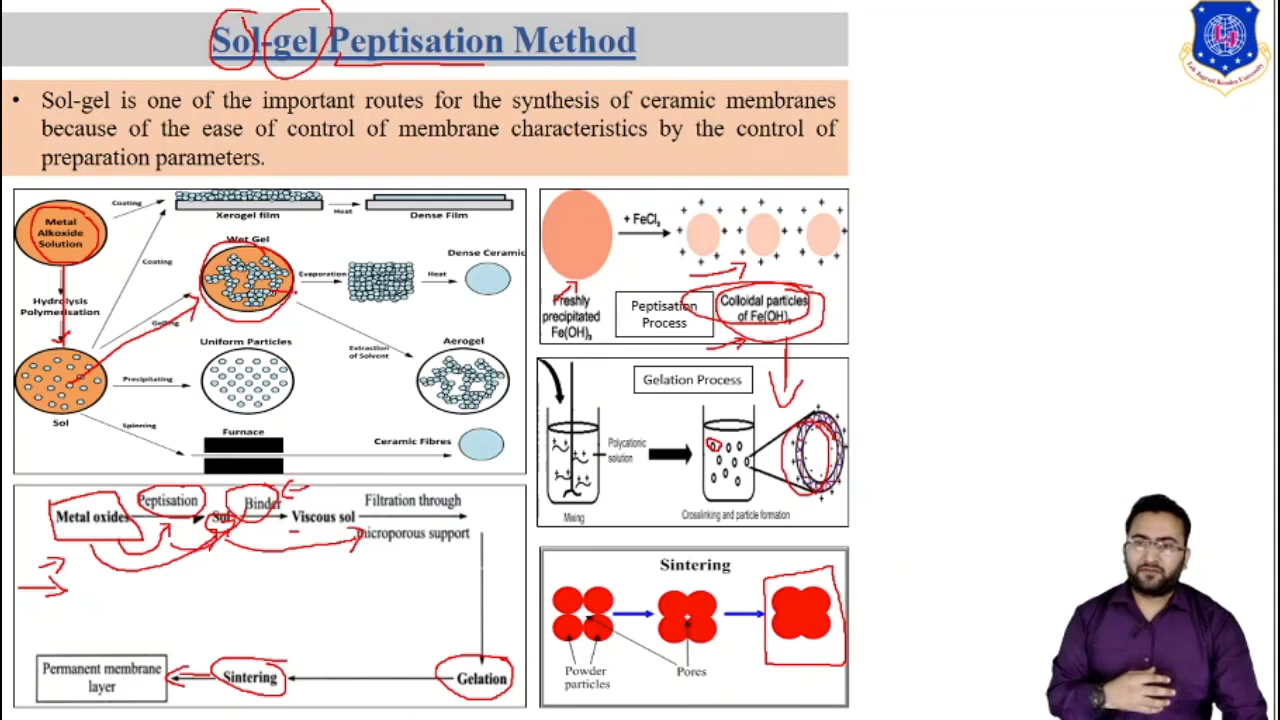 Sol-gel Peptisation Method
• Sol-gel is one of the important routes for the synthesis of ceramic membranes
because of the ease of control of membrane characteristics by the control of
preparation parameters.
Metal
Alkoxide
Solution
Coating
Xerogel film
Heat
Dense Film
Wet Gel
Coating
Dense Ceramic
Evaporation
Heat
Hydrolysis
Polymerisation
Gelling
Uniform Particles
Extraction
of Solvent
Aerogel
Precipitating
Sol
Spinning
Furnace
Ceramic Fibres
+ FeCl₃
Freshly
precipitated
Fe(OH)₃
Peptisation
Process
Colloidal particles
of Fe(OH)₃
Gelation Process
Polycationic
solution
Mixing
Crosslinking and particle formation
Metal oxides
Peptisation
Sol
Binder
Viscous sol
Filtration through
microporous support
Gelation
Sintering
Permanent membrane
layer
Sintering
Powder
particles
Pores
LJ
Lok Jagruti Kendra University